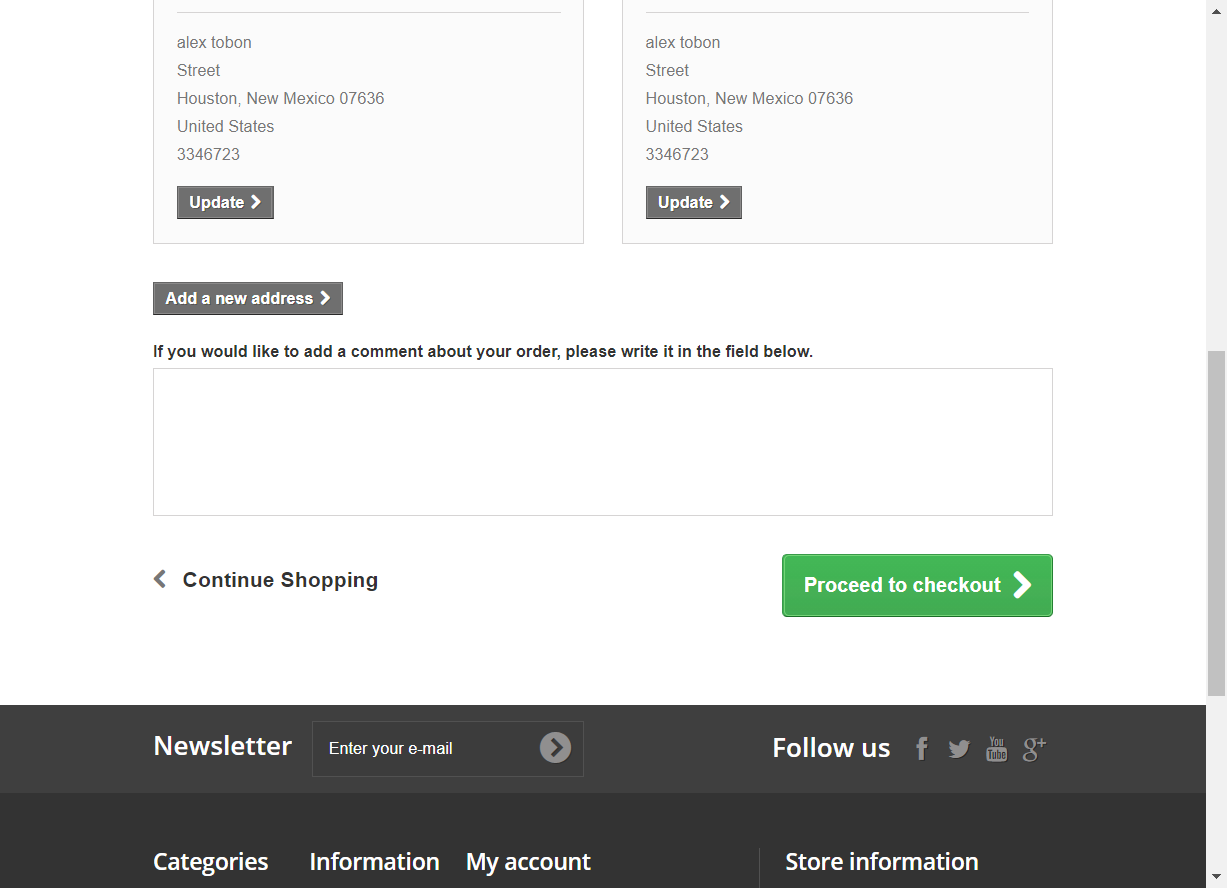 alex tobon
Street
Houston, New Mexico 07636
United States
3346723
Update
alex tobon
Street
Houston, New Mexico 07636
United States
3346723
Update
Add a new address
If you would like to add a comment about your order, please write it in the field below.
Continue Shopping
Proceed to checkout
Newsletter
Enter your e-mail
Follow us
You Tube
g+
Categories
Information
My account
Store information